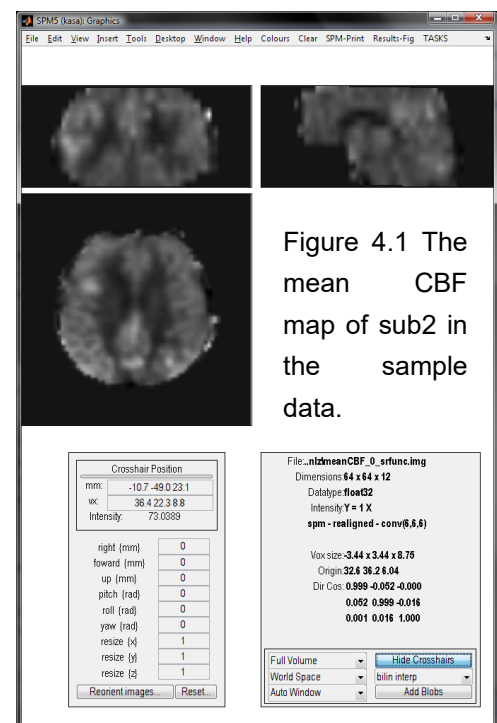 SPM5 (kasa): Graphics
File Edit View Insert Tools Desktop Window Help Colours Clear SPM-Print Results-Fig TASKS
Figure 4.1 The
mean CBF
map of sub2 in
the sample
data.
Crosshair Position
mm: -10.7 -49.0 23.1
vx: 36.4 22.3 8.8
Intensity: 73.0389
right {mm} 0
foward {mm} 0
up {mm} 0
pitch {rad} 0
roll {rad} 0
yaw {rad} 0
resize {x} 1
resize {y} 1
resize {z} 1
Reorient images... Reset...
File:..nlz\meanCBF_0_srfunc.img
Dimensions:64 x 64 x 12
Datatype:float32
Intensity:Y = 1 X
spm - realigned - conv(6,6,6)
Vox size:-3.44 x 3.44 x 8.75
Origin:32.6 36.2 6.04
Dir Cos: 0.999 -0.052 -0.000
0.052 0.999 -0.016
0.001 0.016 1.000
Full Volume Hide Crosshairs
World Space bilin interp
Auto Window Add Blobs